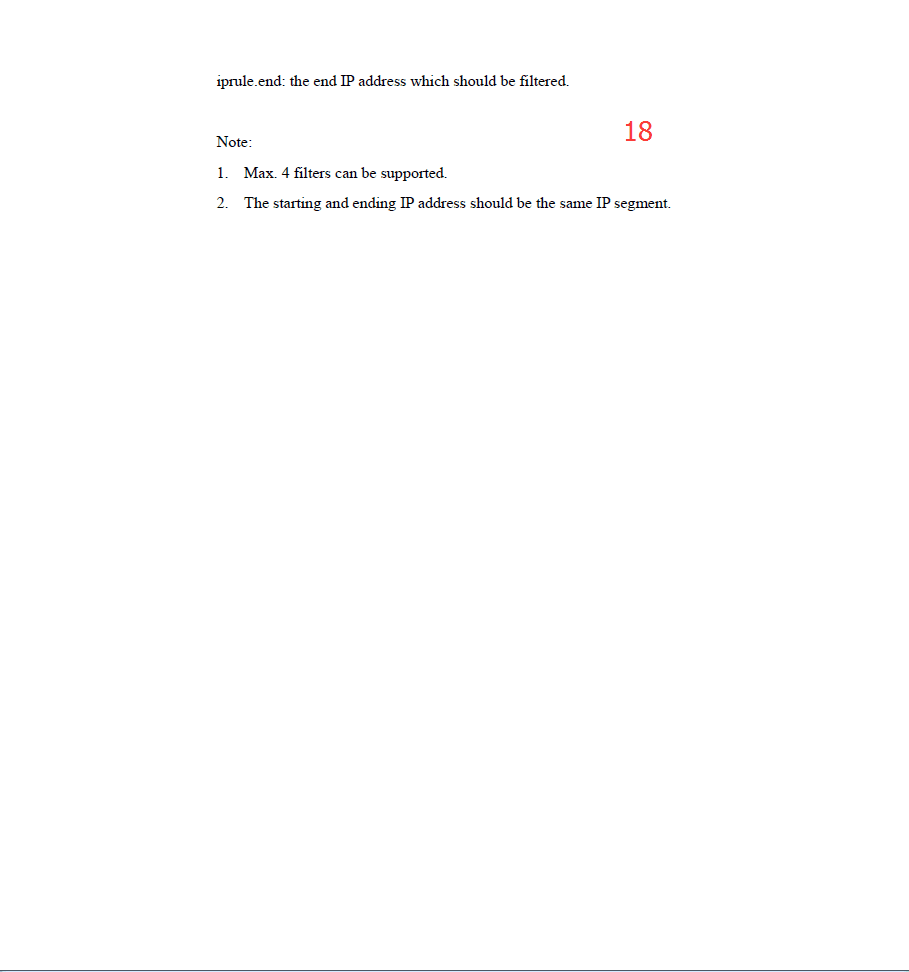 iprule.end: the end IP address which should be filtered.
18
Note:
1. Max. 4 filters can be supported.
2. The starting and ending IP address should be the same IP segment.